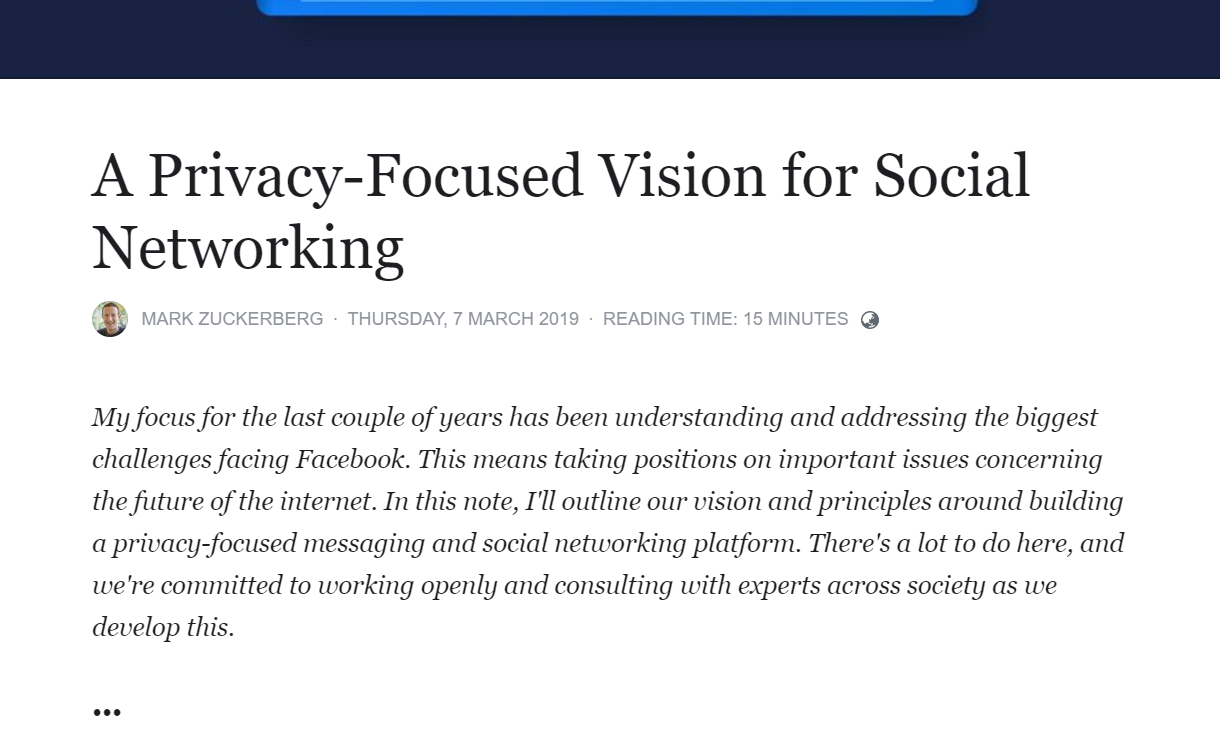 A Privacy-Focused Vision for Social
Networking
MARK ZUCKERBERG · THURSDAY, 7 MARCH 2019 · READING TIME: 15 MINUTES
My focus for the last couple of years has been understanding and addressing the biggest
challenges facing Facebook. This means taking positions on important issues concerning
the future of the internet. In this note, I'll outline our vision and principles around building
a privacy-focused messaging and social networking platform. There's a lot to do here, and
we're committed to working openly and consulting with experts across society as we
develop this.
...